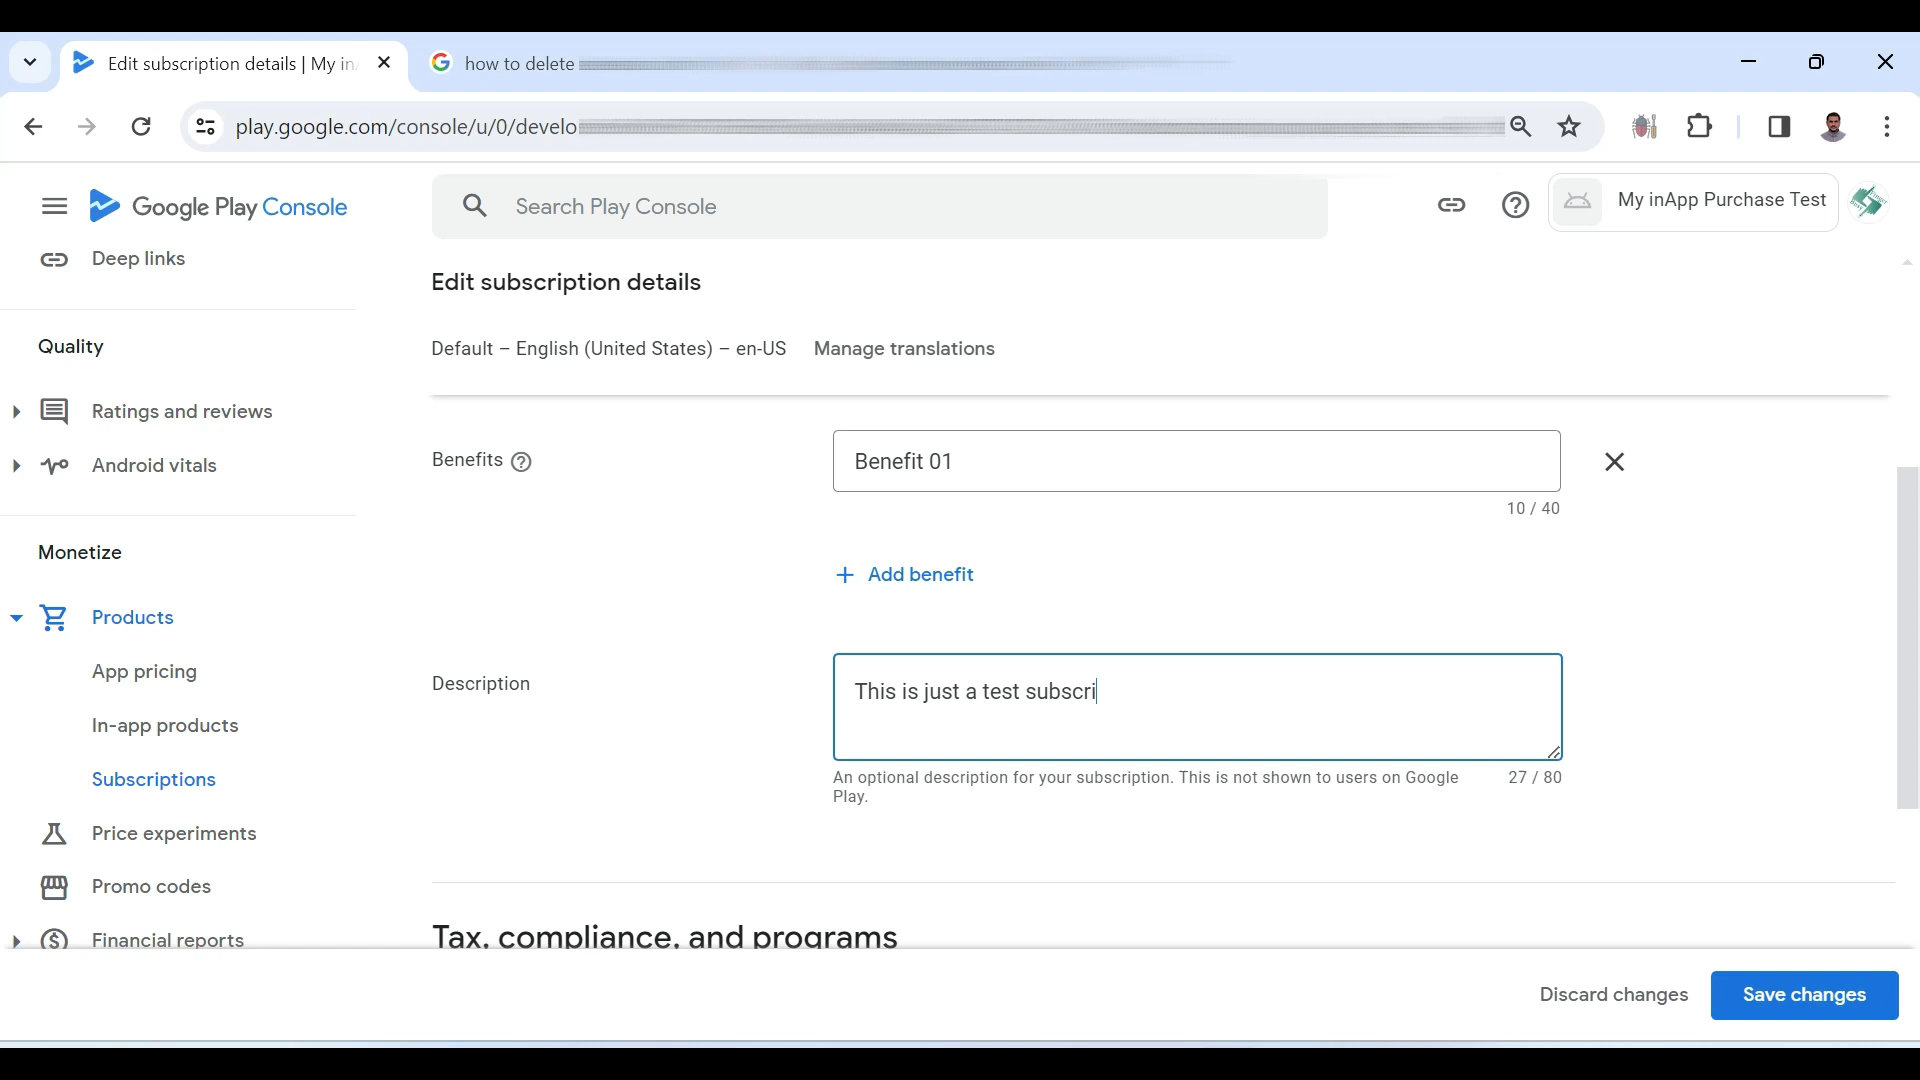 Edit subscription details | My in
how to delete
play.google.com/console/u/0/develo
Google Play Console
Search Play Console
My inApp Purchase Test
Deep links
Edit subscription details
Default – English (United States) – en-US Manage translations
Quality
Ratings and reviews
Android vitals
Benefits
Benefit 01
10 / 40
+ Add benefit
Monetize
Products
App pricing
In-app products
Subscriptions
Price experiments
Promo codes
Financial reports
Description
This is just a test subscri
An optional description for your subscription. This is not shown to users on Google
Play.
27 / 80
Tax, compliance, and programs
Discard changes
Save changes